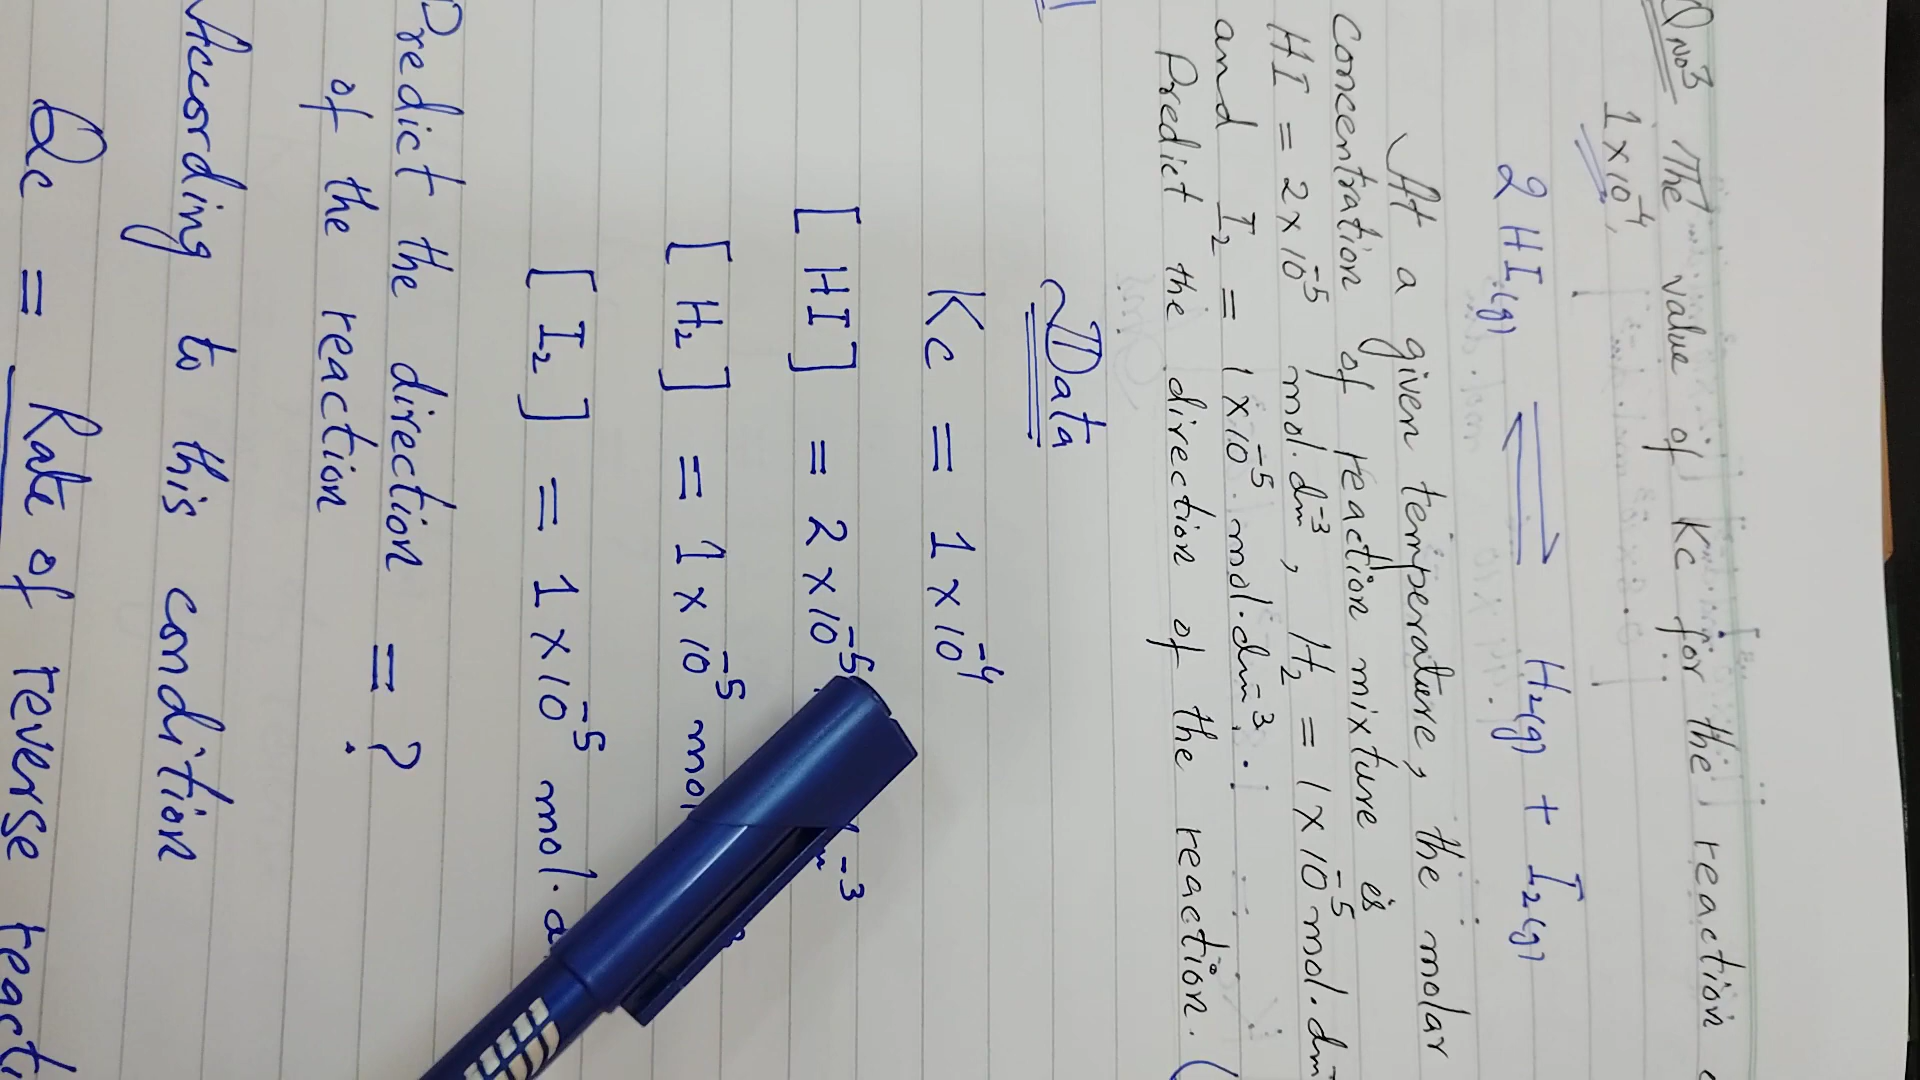 QNo3 The value of Kc for the reaction
1×10⁻⁴,
2HI(g) ⇌ H₂(g) + I₂(g)
At a given temperature, the molar
concentration of reaction mixture is
HI = 2×10⁻⁵ mol.dm⁻³, H₂ = 1×10⁻⁵ mol.dm⁻
and I₂ = 1×10⁻⁵ mol.dm⁻³.
Predict the direction of the reaction. (
Data
Kc = 1×10⁻⁴
[HI] = 2×10⁻⁵ ⁻³
[H₂] = 1×10⁻⁵ mol
[I₂] = 1×10⁻⁵ mol.d
Predict the direction = ?
of the reaction
According to this condition
Qc = Rate of reverse reacti